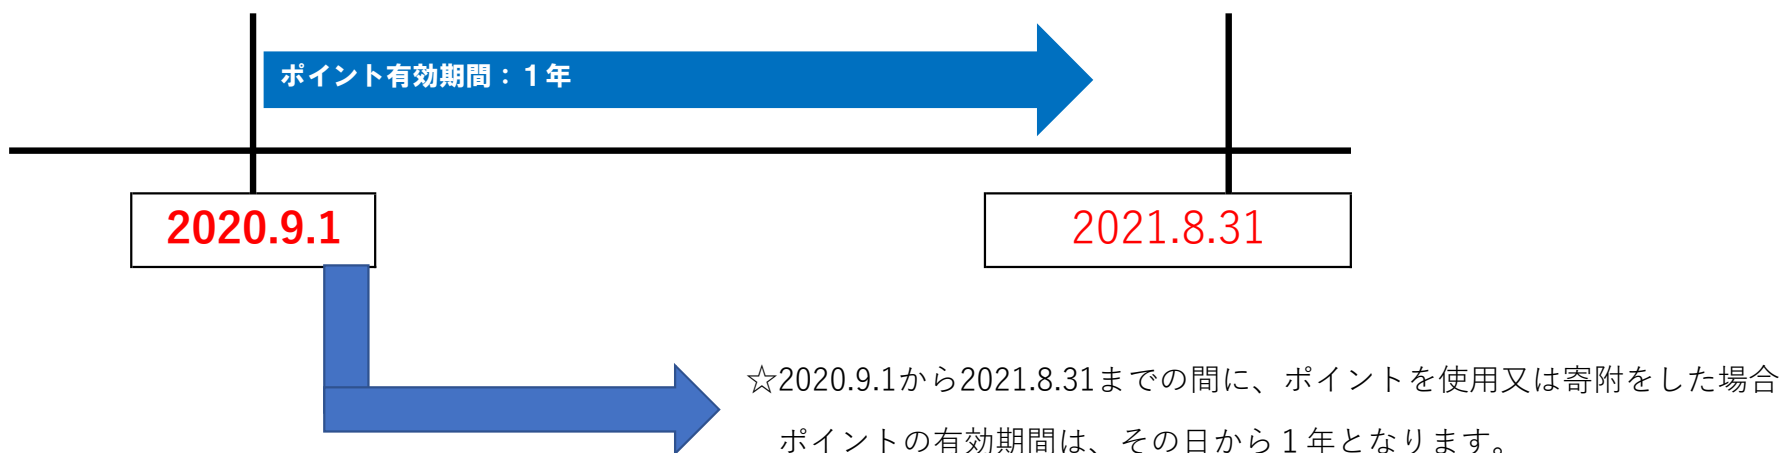 ポイント有効期間：１年
2020.9.1
2021.8.31
☆2020.9.1から2021.8.31までの間に、ポイントを使用又は寄附をした場合
ポイントの有効期間は、その日から１年となります。